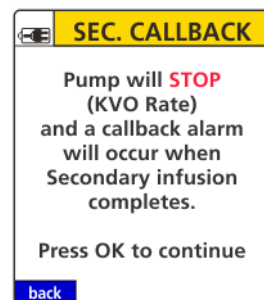 SEC. CALLBACK
Pump will STOP
(KVO Rate)
and a callback alarm
will occur when
Secondary infusion
completes.
Press OK to continue
back